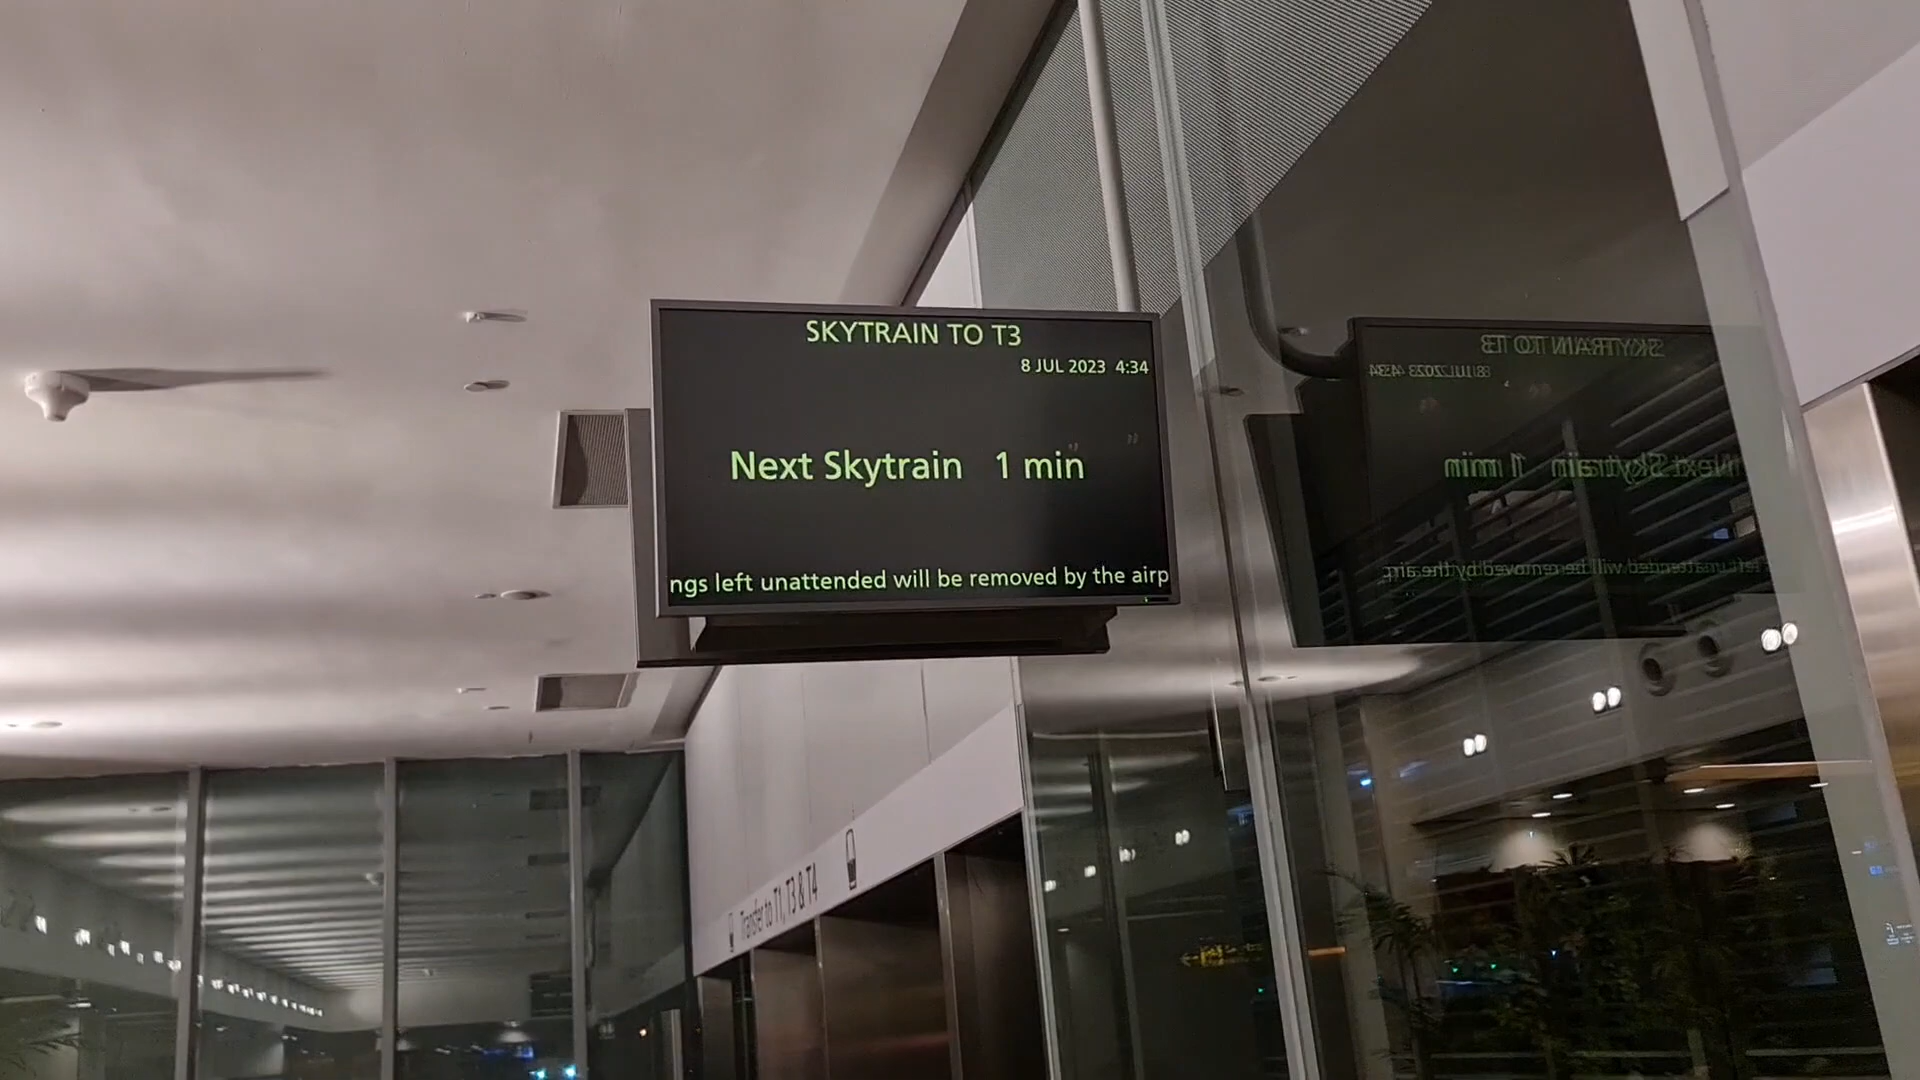 SKYTRAIN TO T3
8 JUL 2023 4:34
Next Skytrain 1 min
ngs left unattended will be removed by the airp
Transfer to T1, T3 & T4